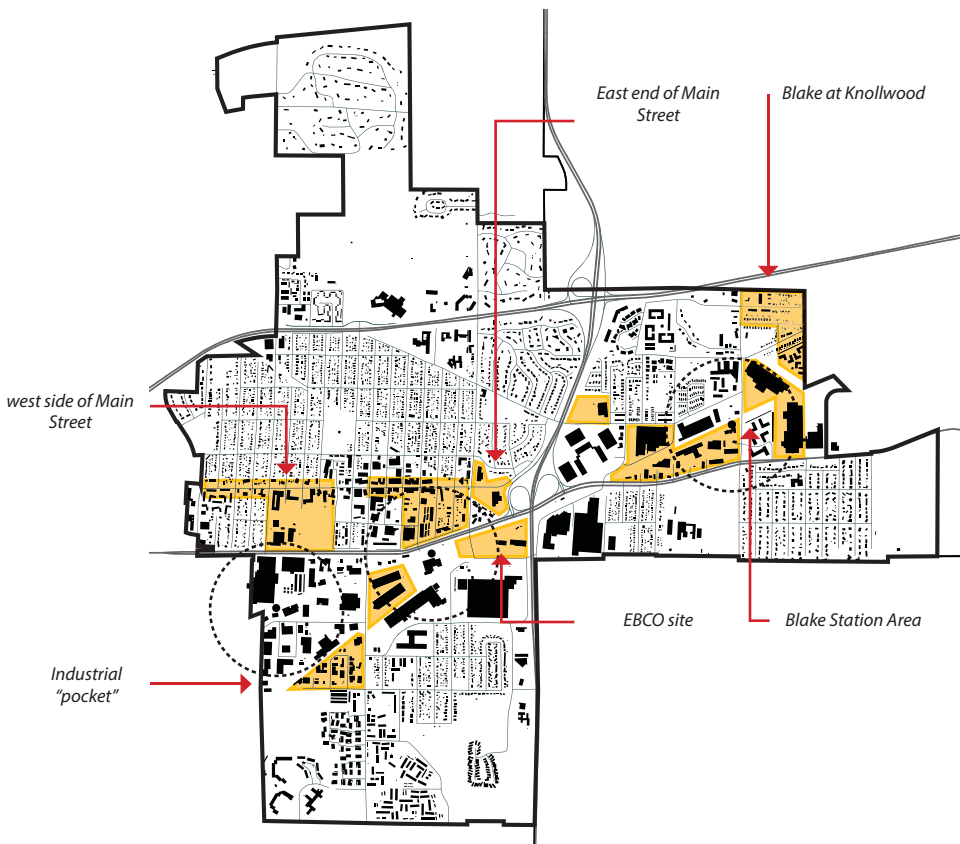 East end of Main
Street
Blake at Knollwood
west side of Main
Street
EBCO site
Blake Station Area
Industrial
“pocket”